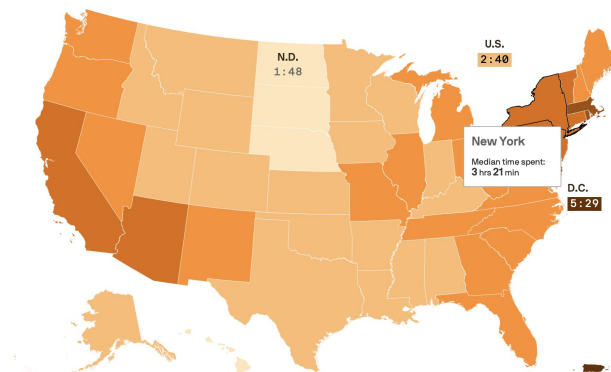 U.S.
2:40
N.D.
1:48
New York
Median time spent:
3 hrs 21 min
D.C.
5:29